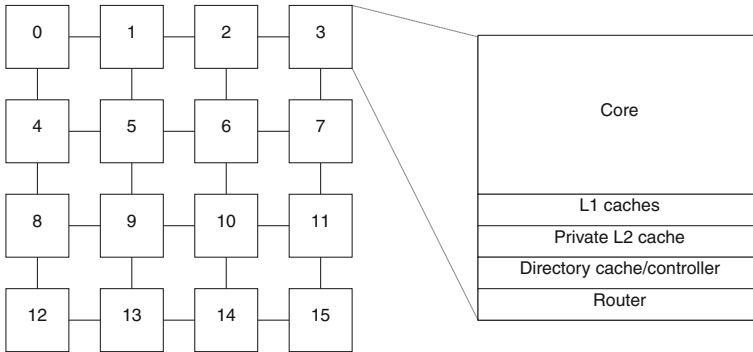 0 1 2 3
Core
4 5 6 7
8 9 10 11
L1 caches
Private L2 cache
Directory cache/controller
Router
12 13 14 15